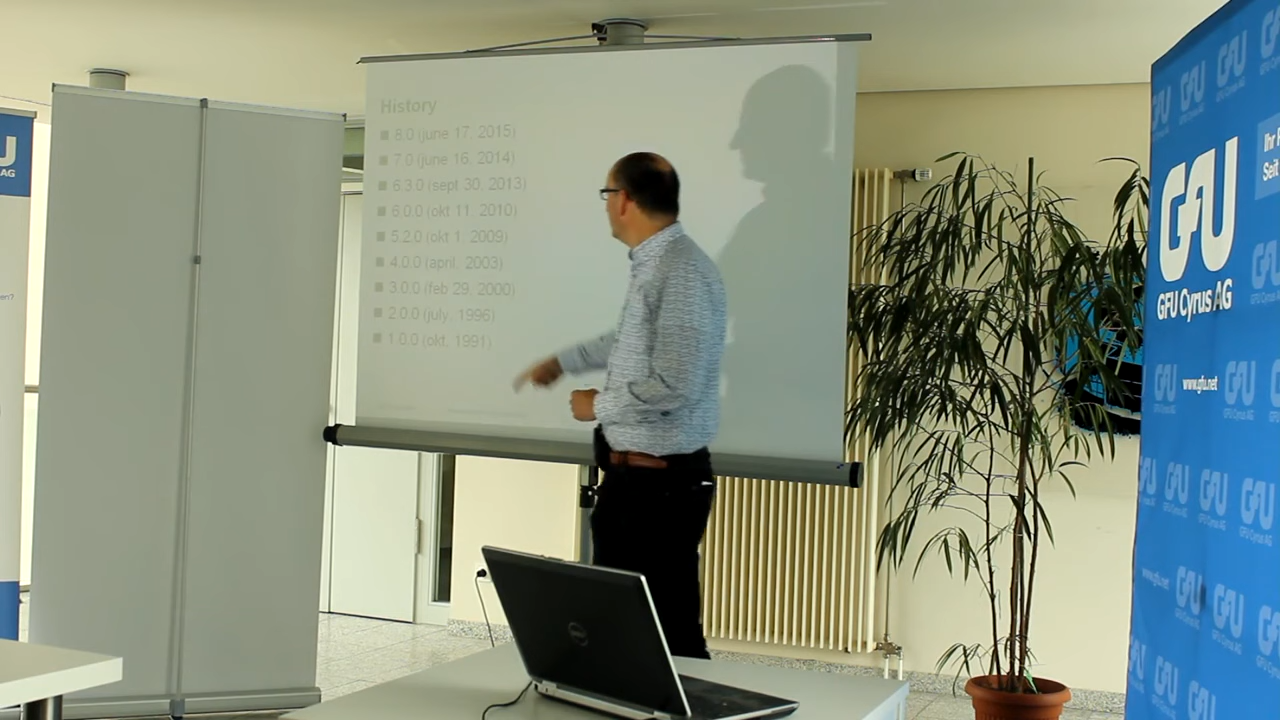 History
8.0 (june 17, 2015)
7.0 (june 16, 2014)
6.3.0 (sept 30, 2013)
6.0.0 (okt 11, 2010)
5.2.0 (okt 1, 2009)
4.0.0 (april, 2003)
3.0.0 (feb 29, 2000)
2.0.0 (july, 1996)
1.0.0 (okt, 1991)
U
AG
GFU
GFU Cyrus AG
www.gfu.net
Ihr
Seit
DELL